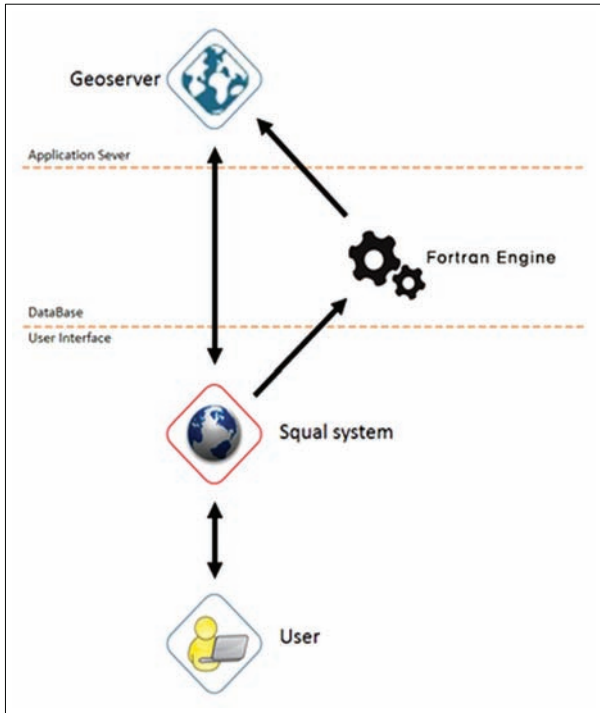 Geoserver
Application Sever
Fortran Engine
DataBase
User Interface
Squal system
User